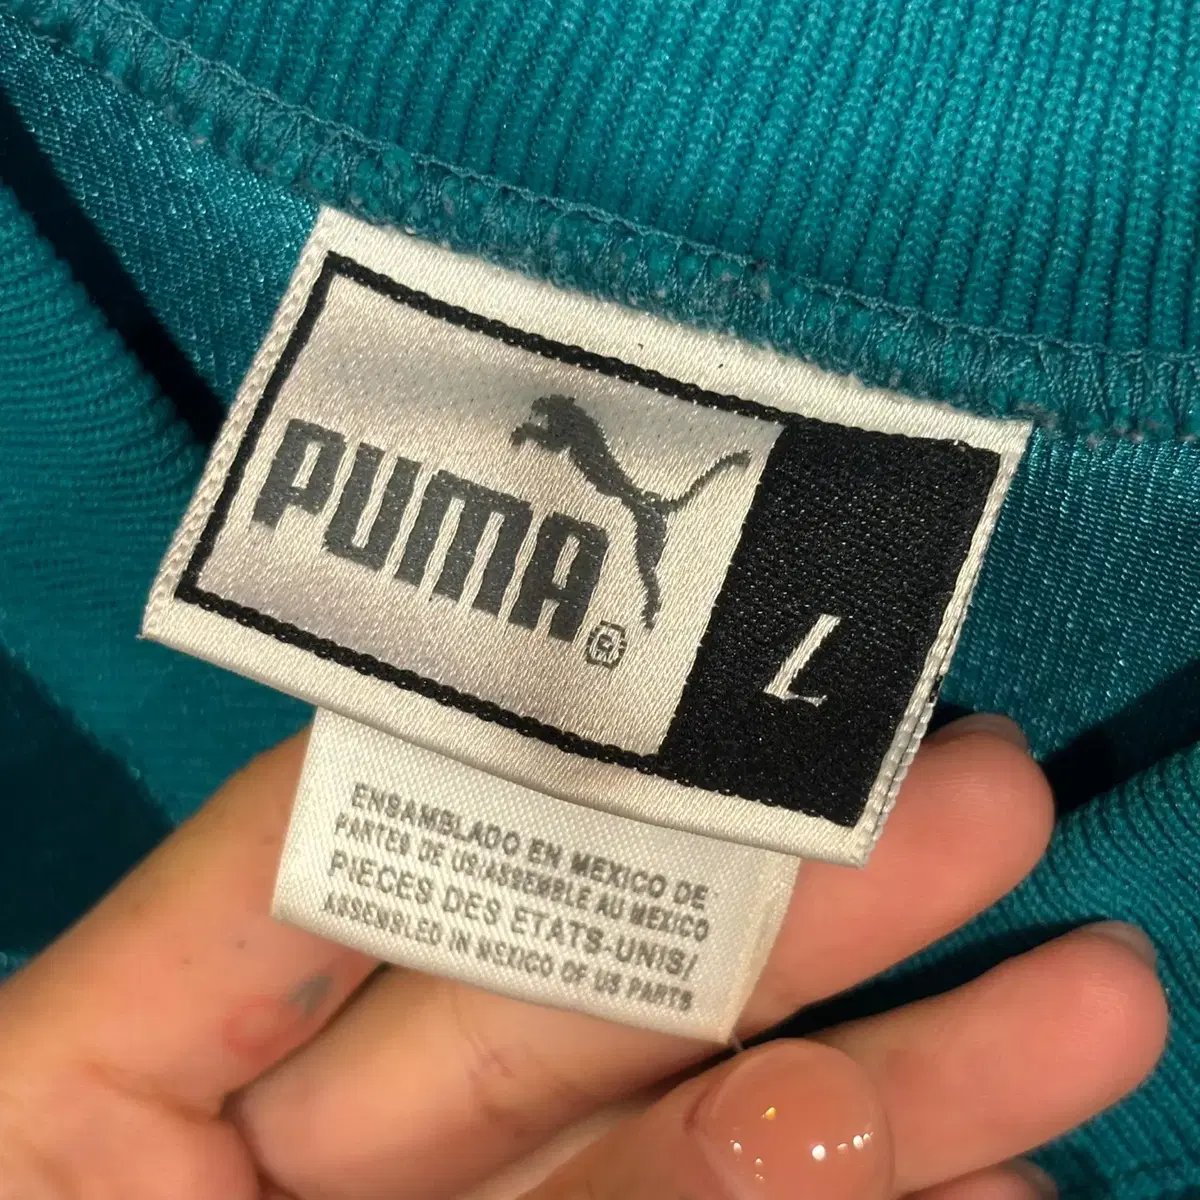 PUMA®
L
ENSAMBLADO EN MEXICO DE
PARTES DE US/ASSEMBLE AU MEXICO
PIECES DES ETATS-UNIS/
ASSEMBLED IN MEXICO OF US PARTS